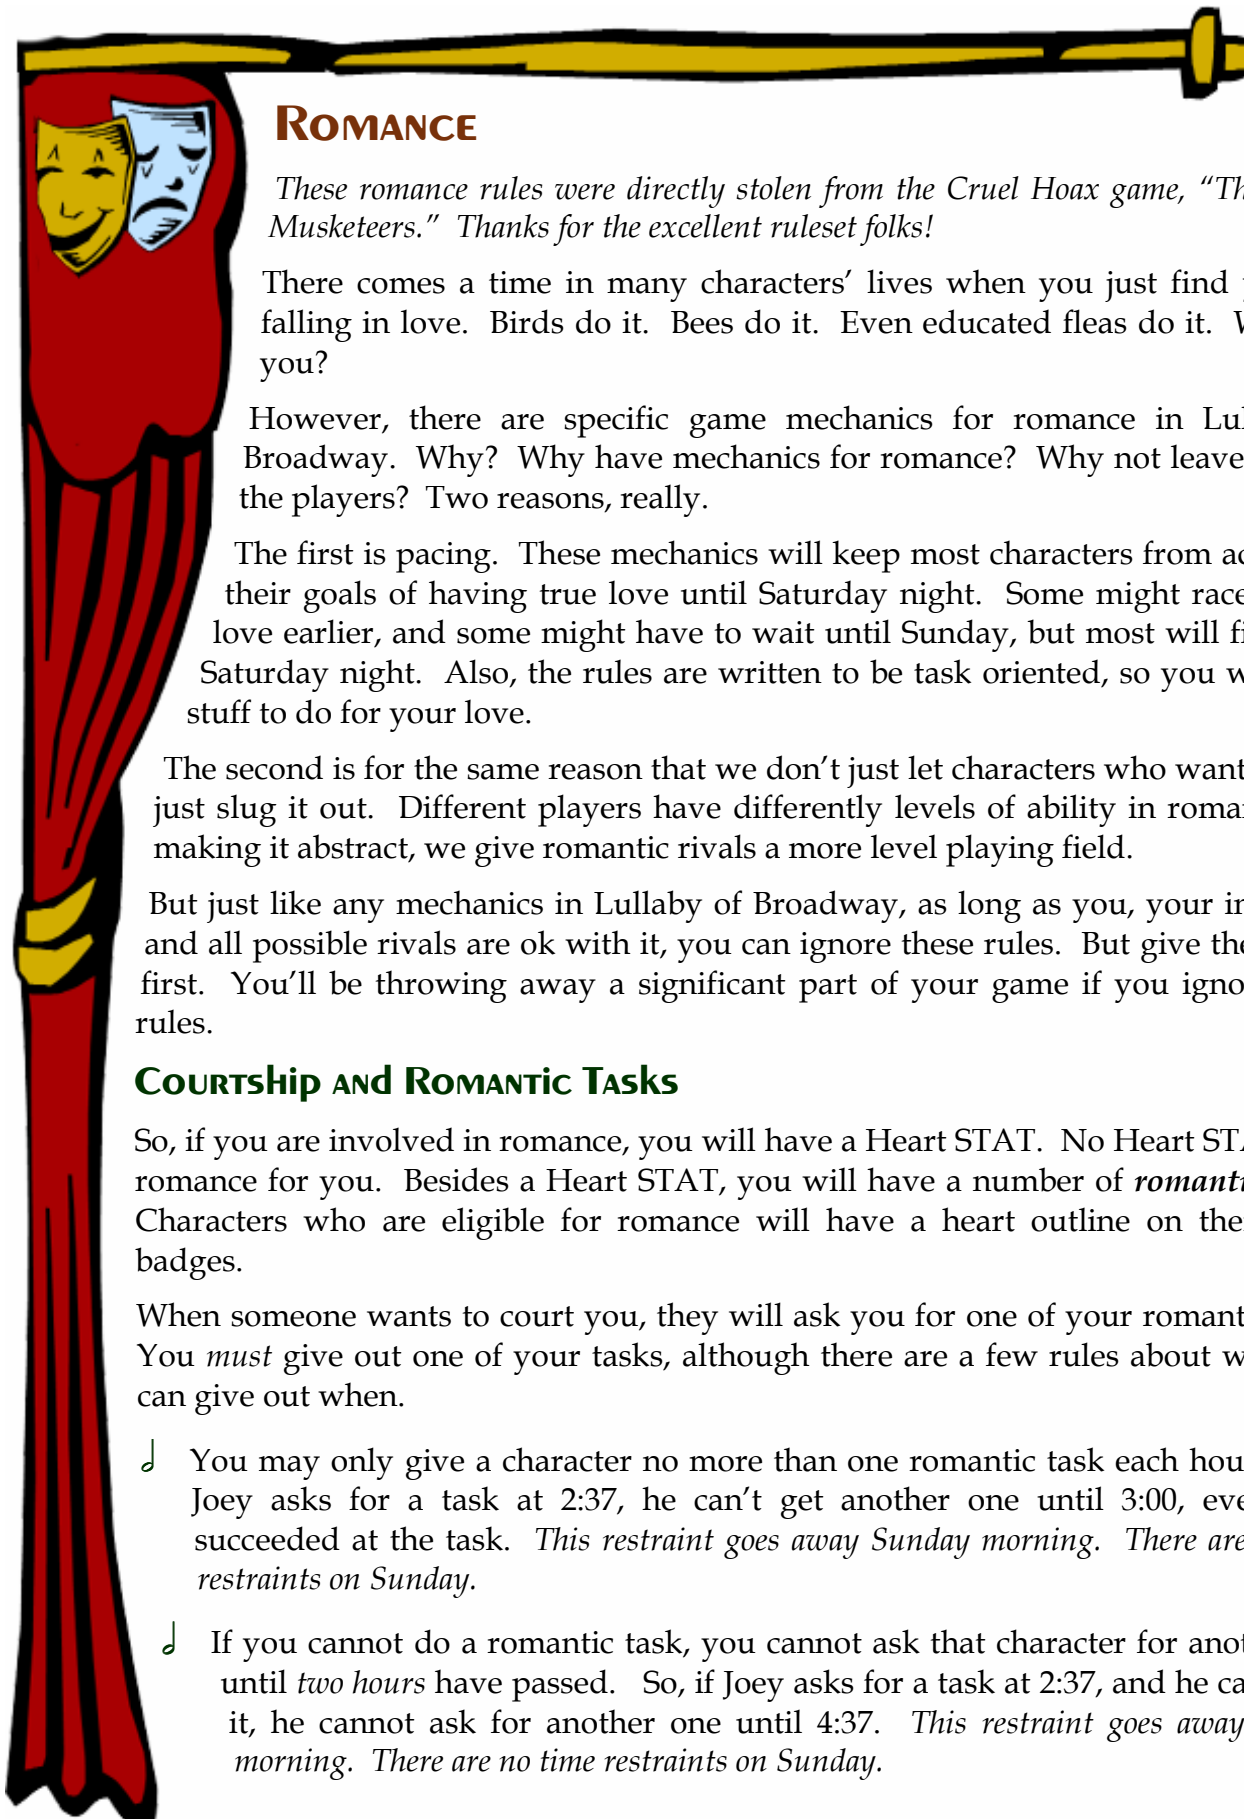 Romance
These romance rules were directly stolen from the Cruel Hoax game, “Th
Musketeers.” Thanks for the excellent ruleset folks!
There comes a time in many characters’ lives when you just find
falling in love. Birds do it. Bees do it. Even educated fleas do it.
you?
However, there are specific game mechanics for romance in Lul
Broadway. Why? Why have mechanics for romance? Why not leave
the players? Two reasons, really.
The first is pacing. These mechanics will keep most characters from ac
their goals of having true love until Saturday night. Some might race
love earlier, and some might have to wait until Sunday, but most will fi
Saturday night. Also, the rules are written to be task oriented, so you w
stuff to do for your love.
The second is for the same reason that we don’t just let characters who want
just slug it out. Different players have differently levels of ability in roman
making it abstract, we give romantic rivals a more level playing field.
But just like any mechanics in Lullaby of Broadway, as long as you, your in
and all possible rivals are ok with it, you can ignore these rules. But give the
first. You’ll be throwing away a significant part of your game if you igno
rules.
Courtship and Romantic Tasks
So, if you are involved in romance, you will have a Heart STAT. No Heart STA
romance for you. Besides a Heart STAT, you will have a number of romanti
Characters who are eligible for romance will have a heart outline on the
badges.
When someone wants to court you, they will ask you for one of your romant
You must give out one of your tasks, although there are a few rules about w
can give out when.
You may only give a character no more than one romantic task each hou
Joey asks for a task at 2:37, he can’t get another one until 3:00, eve
succeeded at the task. This restraint goes away Sunday morning. There are
restraints on Sunday.
If you cannot do a romantic task, you cannot ask that character for anot
until two hours have passed. So, if Joey asks for a task at 2:37, and he ca
it, he cannot ask for another one until 4:37. This restraint goes away
morning. There are no time restraints on Sunday.